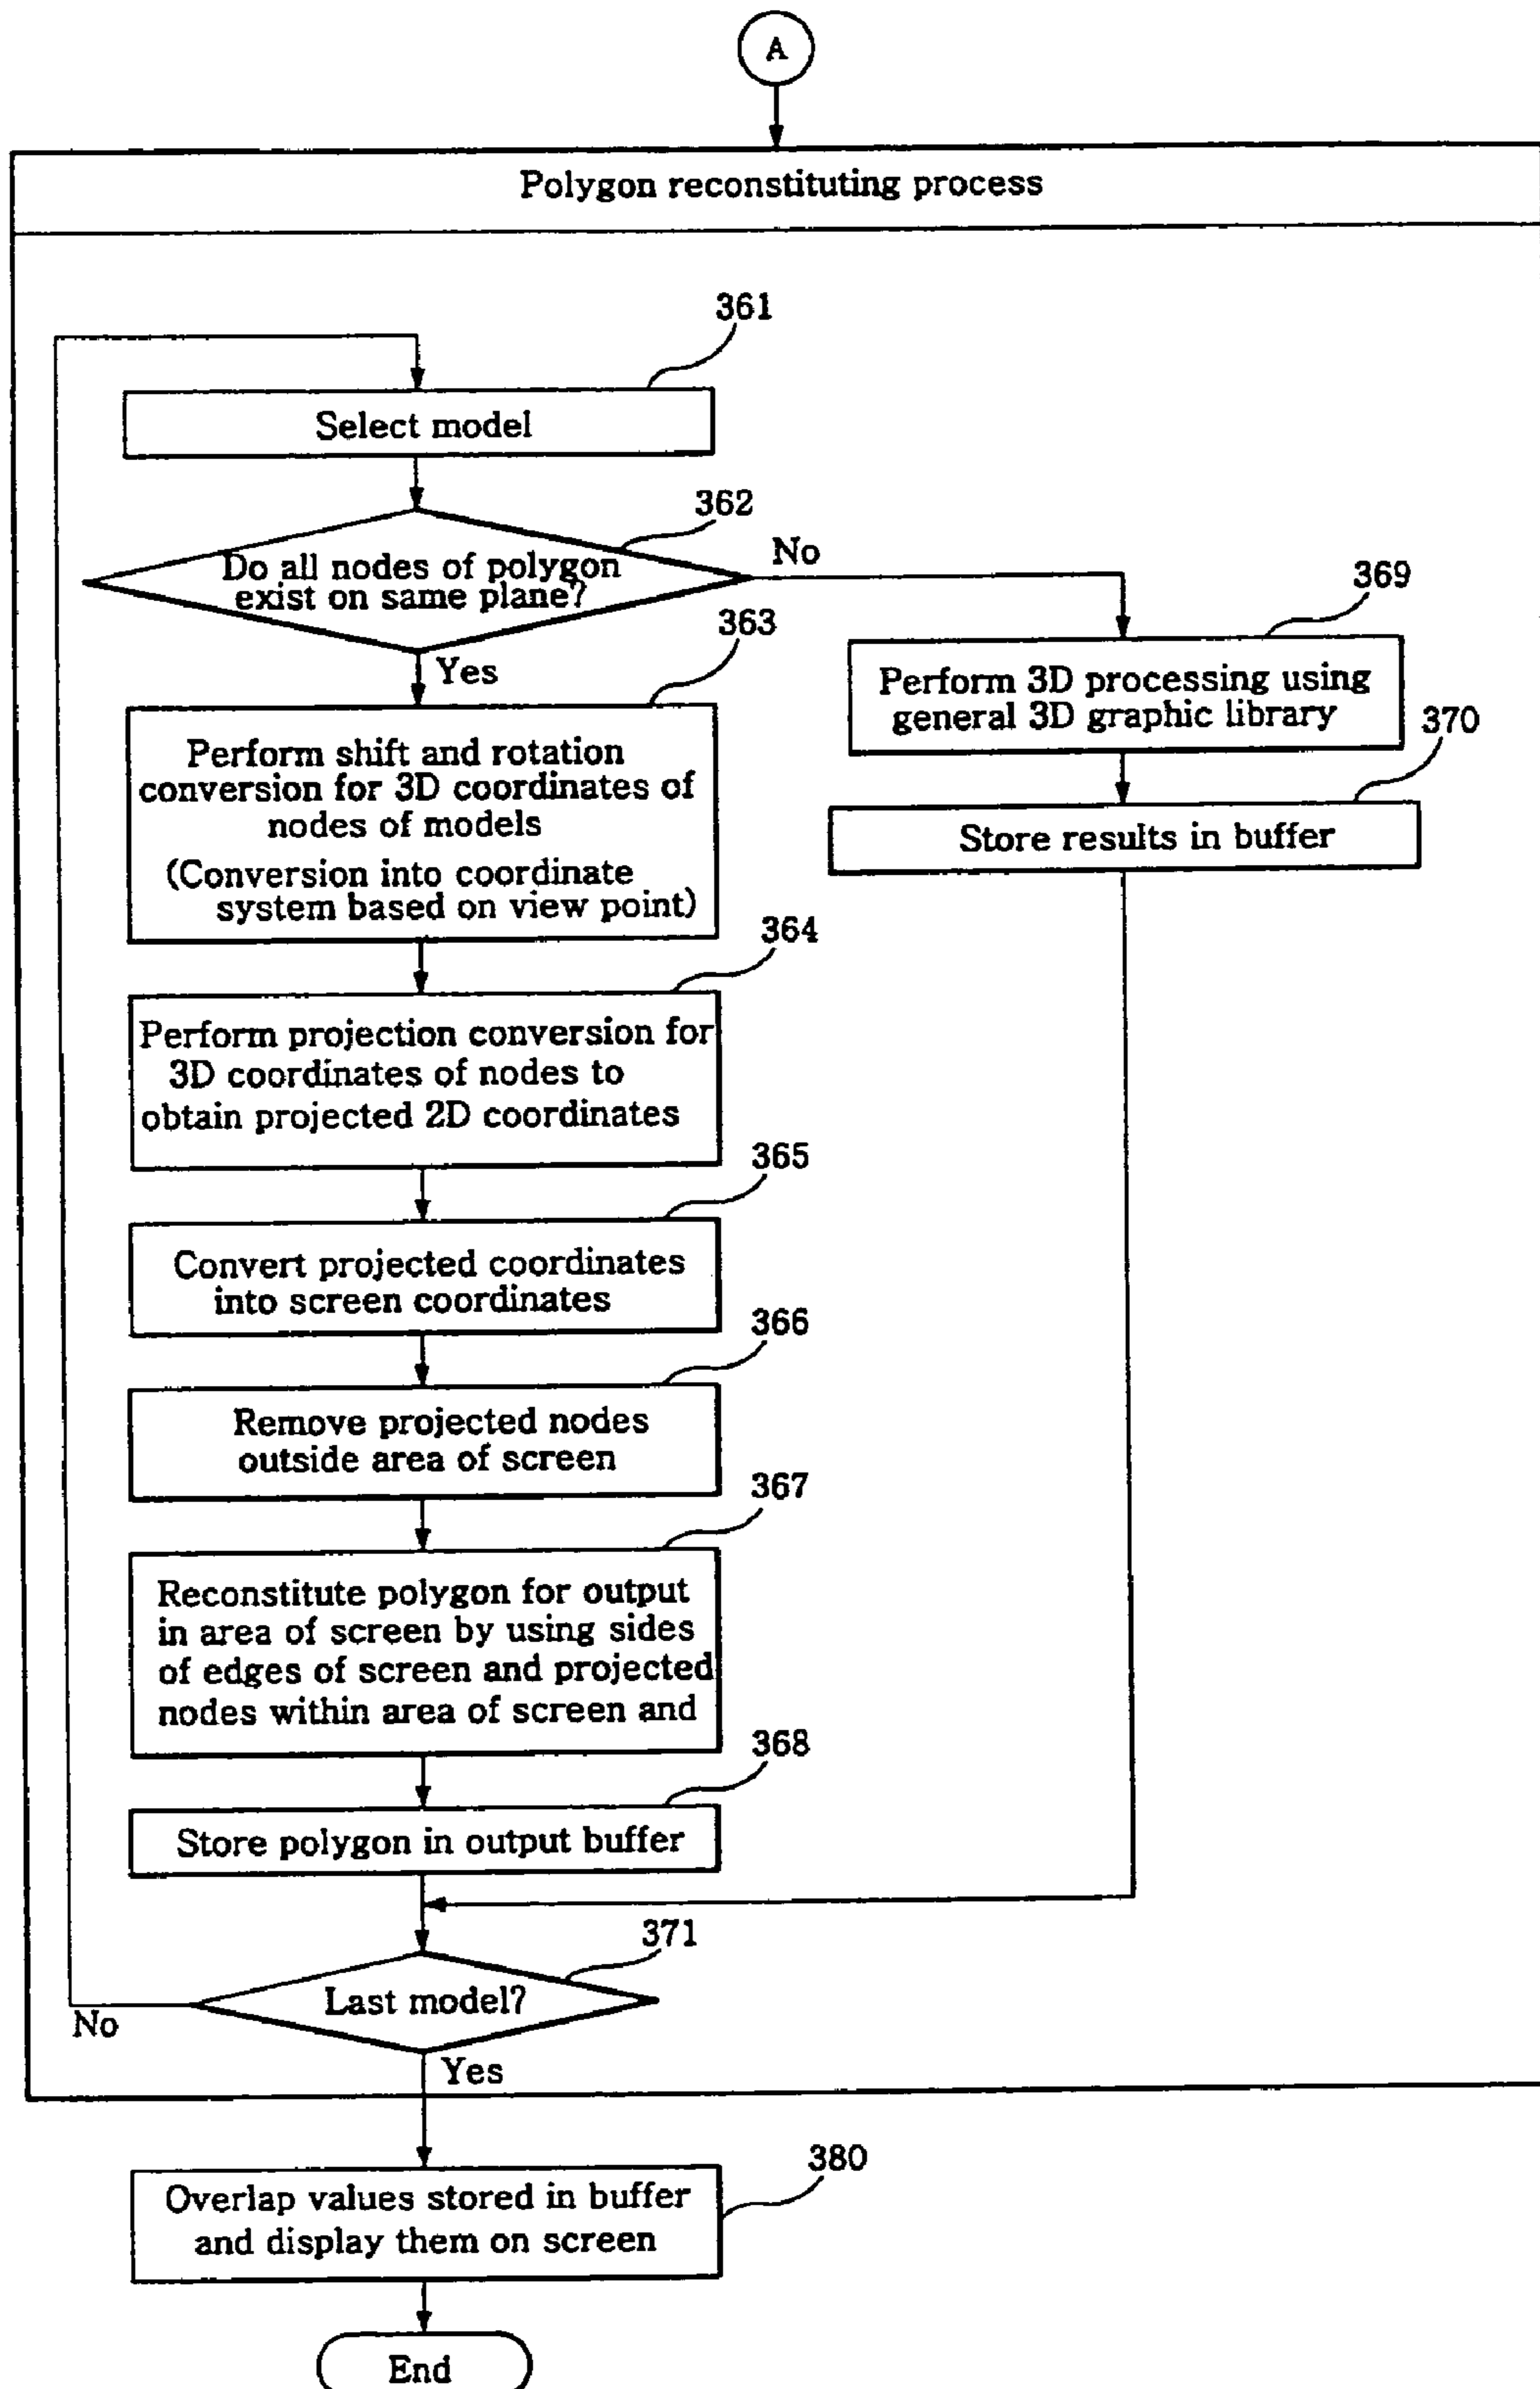 A
Polygon reconstituting process
361
Select model
362
Do all nodes of polygon
exist on same plane?
No
Yes
363
Perform shift and rotation
conversion for 3D coordinates of
nodes of models
(Conversion into coordinate
system based on view point)
369
Perform 3D processing using
general 3D graphic library
370
Store results in buffer
364
Perform projection conversion for
3D coordinates of nodes to
obtain projected 2D coordinates
365
Convert projected coordinates
into screen coordinates
366
Remove projected nodes
outside area of screen
367
Reconstitute polygon for output
in area of screen by using sides
of edges of screen and projected
nodes within area of screen and
368
Store polygon in output buffer
371
Last model?
No
Yes
380
Overlap values stored in buffer
and display them on screen
End